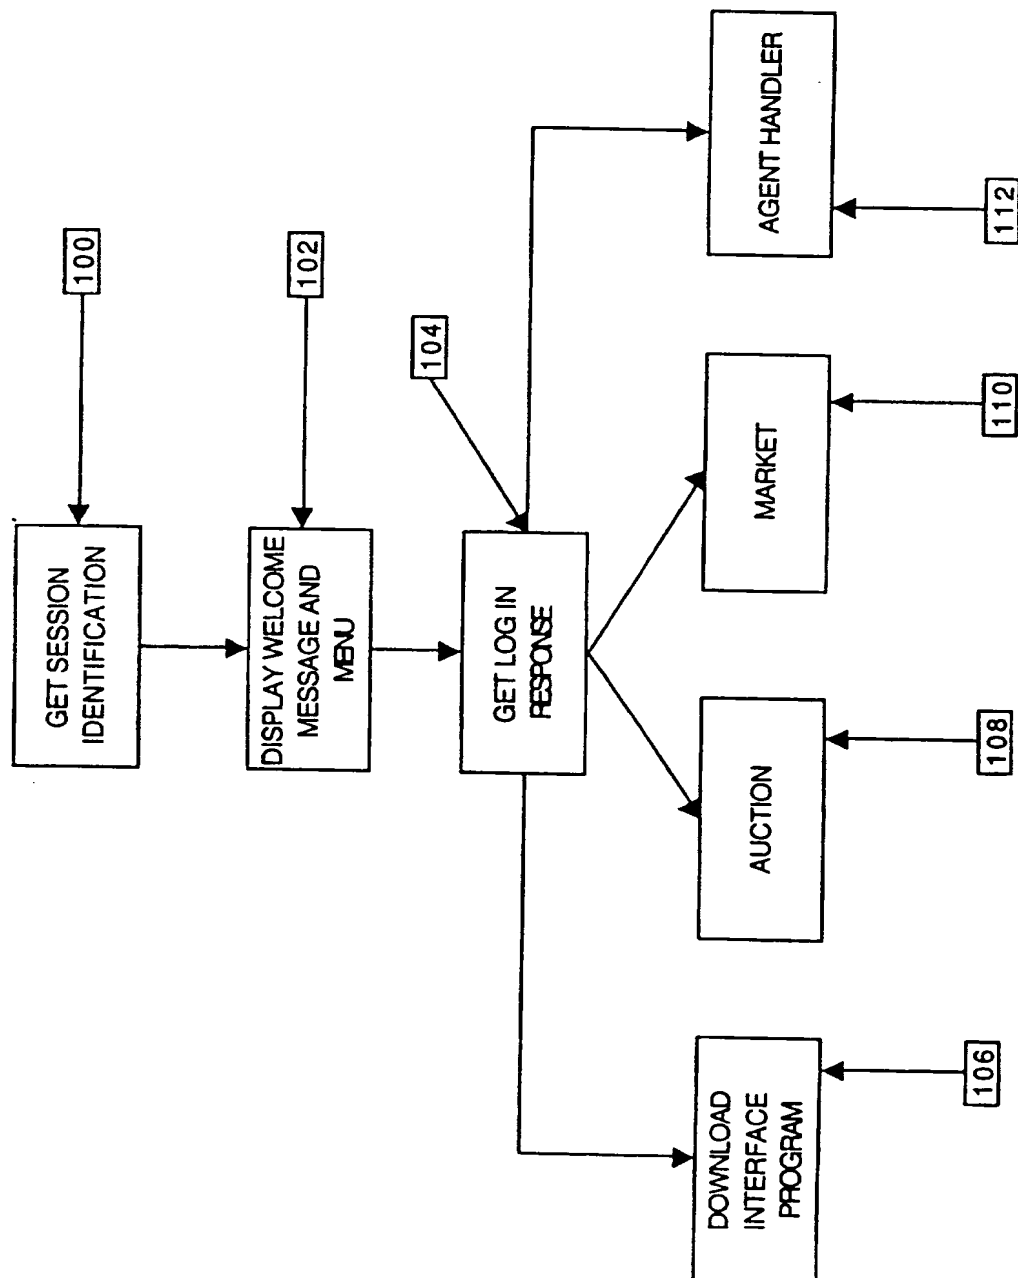 GET SESSION
IDENTIFICATION
100
DISPLAY WELCOME
MESSAGE AND
MENU
102
GET LOG IN
RESPONSE
104
DOWNLOAD
INTERFACE
PROGRAM
106
AUCTION
108
MARKET
110
AGENT HANDLER
112